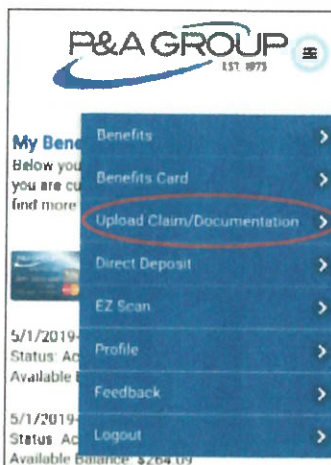 P&A GROUP
EST. 1973
My Bene
Below you
you are cu
find more
Benefits
Benefits Card
Upload Claim/Documentation
Direct Deposit
EZ Scan
Profile
Feedback
Logout
5/1/2019-
Status: Ac
Available
5/1/2019-
Status: Ac
Available Balance: $264.09